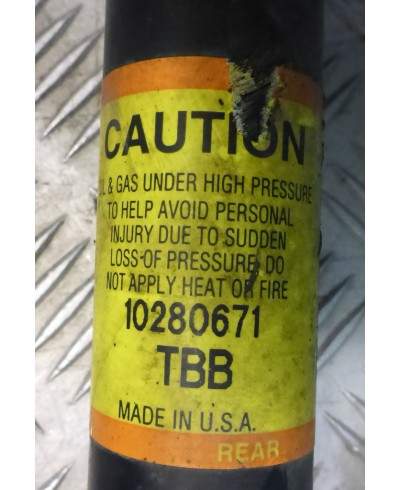 CAUTION
L & GAS UNDER HIGH PRESSURE
TO HELP AVOID PERSONAL
INJURY DUE TO SUDDEN
LOSS OF PRESSURE, DO
NOT APPLY HEAT OR FIRE
10280671
TBB
MADE IN U.S.A.
REAR